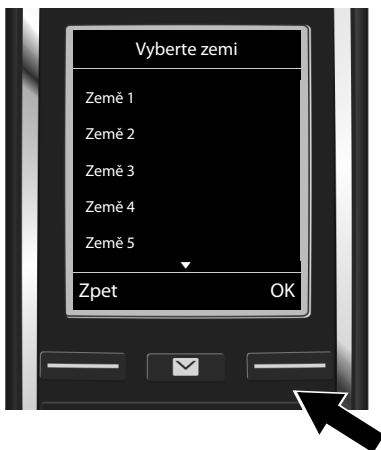 Vyberte zemi
Země 1
Země 2
Země 3
Země 4
Země 5
Zpet OK